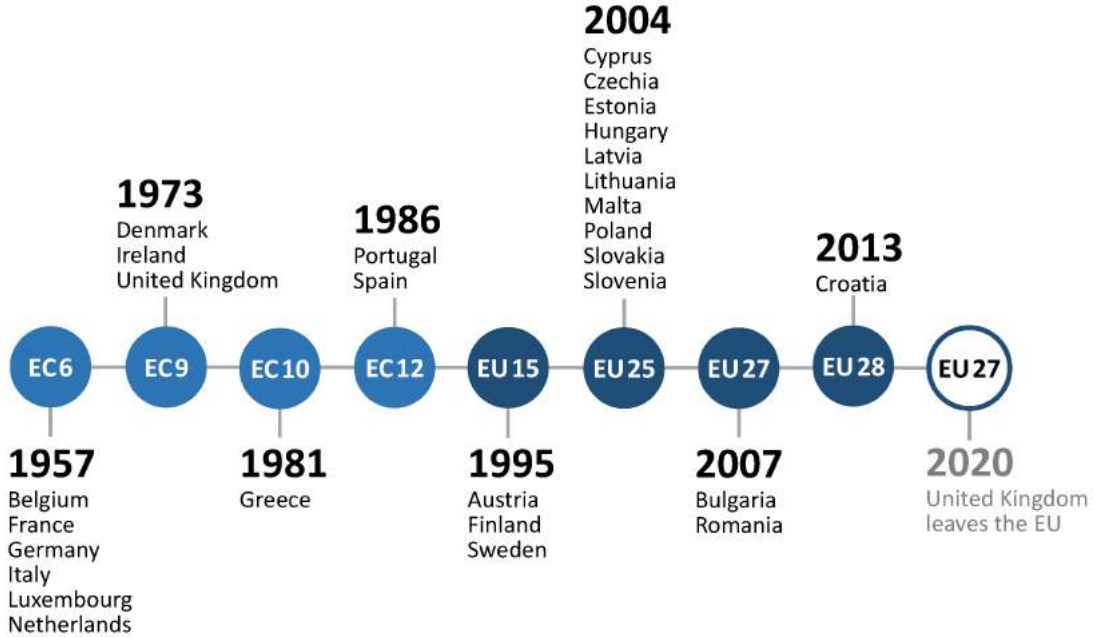 2004
Cyprus
Czechia
Estonia
Hungary
Latvia
Lithuania
Malta
Poland
Slovakia
Slovenia
1973
Denmark
Ireland
United Kingdom
1986
Portugal
Spain
2013
Croatia
EC6
EC9
EC10
EC12
EU15
EU25
EU27
EU28
EU27
1957
Belgium
France
Germany
Italy
Luxembourg
Netherlands
1981
Greece
1995
Austria
Finland
Sweden
2007
Bulgaria
Romania
2020
United Kingdom
leaves the EU